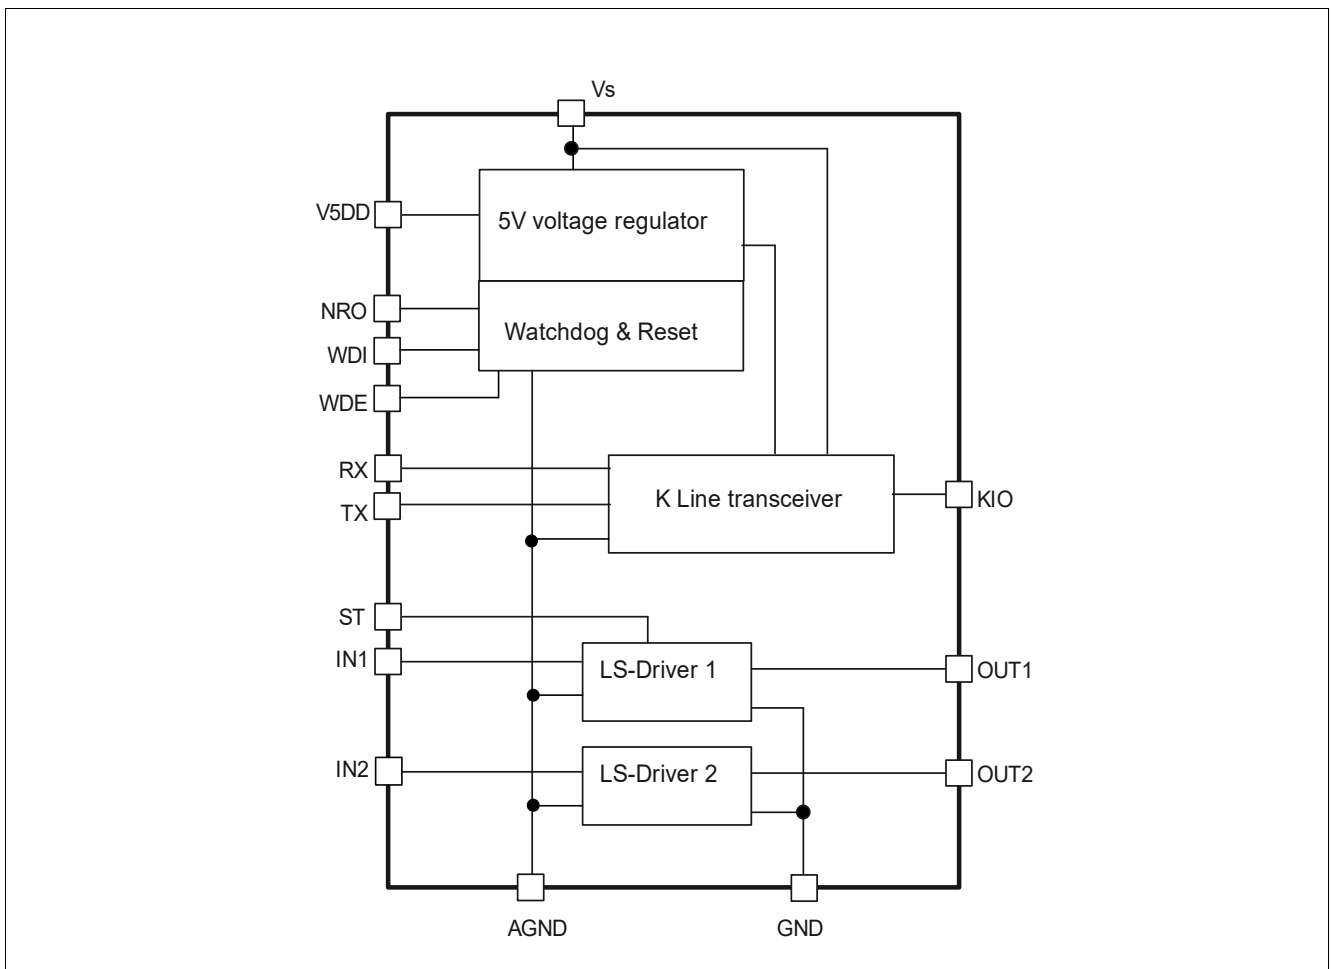 Vs
V5DD
5V voltage regulator
NRO
Watchdog & Reset
WDI
WDE
RX
K Line transceiver
KIO
TX
ST
IN1
LS-Driver 1
OUT1
IN2
LS-Driver 2
OUT2
AGND
GND